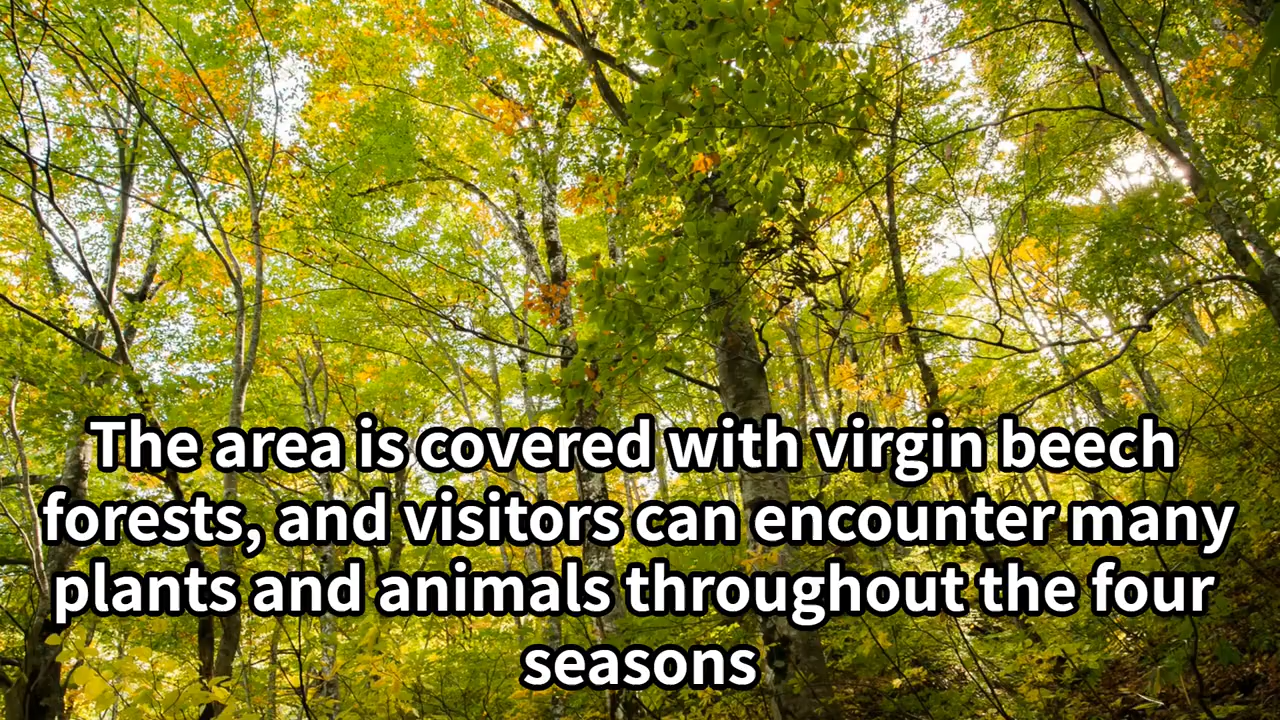 The area is covered with virgin beech
forests, and visitors can encounter many
plants and animals throughout the four
seasons